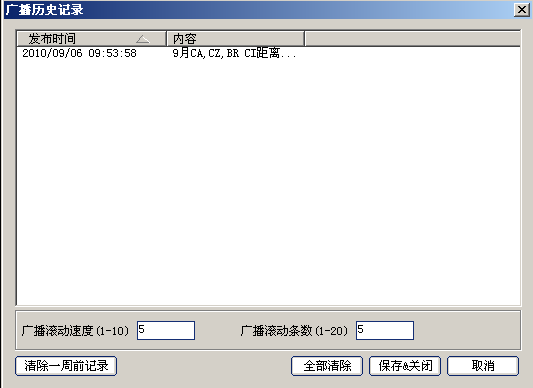 广播历史记录
发布时间 内容
2010/09/06 09:53:58 9月CA,CZ,BR CI距离...
广播滚动速度(1-10) 5 广播滚动条数(1-20) 5
清除一周前记录 全部清除 保存&关闭 取消